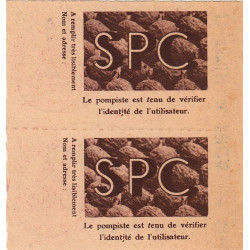 A remplir très lisiblement
Nom et adresse :
SPC
Le pompiste est tenu de vérifier
l'identité de l'utilisateur.
A remplir très lisiblement
Nom et adresse :
SPC
Le pompiste est tenu de vérifier
l'identité de l'utilisateur.